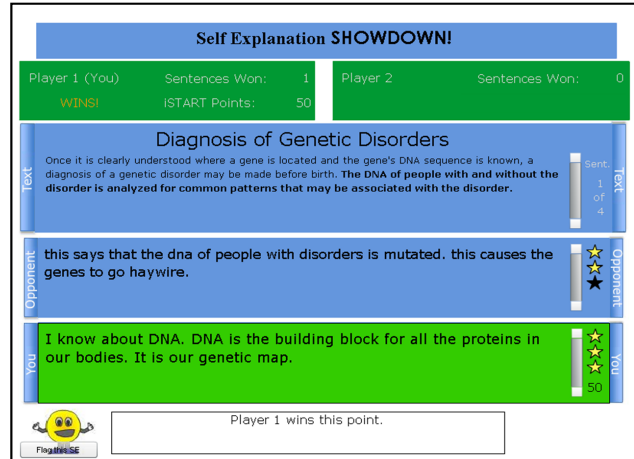 Self Explanation SHOWDOWN!
Player 1 (You) Sentences Won: 1
WINS! iSTART Points: 50
Player 2 Sentences Won: 0
Text
Diagnosis of Genetic Disorders
Once it is clearly understood where a gene is located and the gene's DNA sequence is known, a
diagnosis of a genetic disorder may be made before birth. The DNA of people with and without the
disorder is analyzed for common patterns that may be associated with the disorder.
Sent.
1
of
4
Text
Opponent
this says that the dna of people with disorders is mutated. this causes the
genes to go haywire.
Opponent
You
I know about DNA. DNA is the building block for all the proteins in
our bodies. It is our genetic map.
50
You
Flag this SE
Player 1 wins this point.